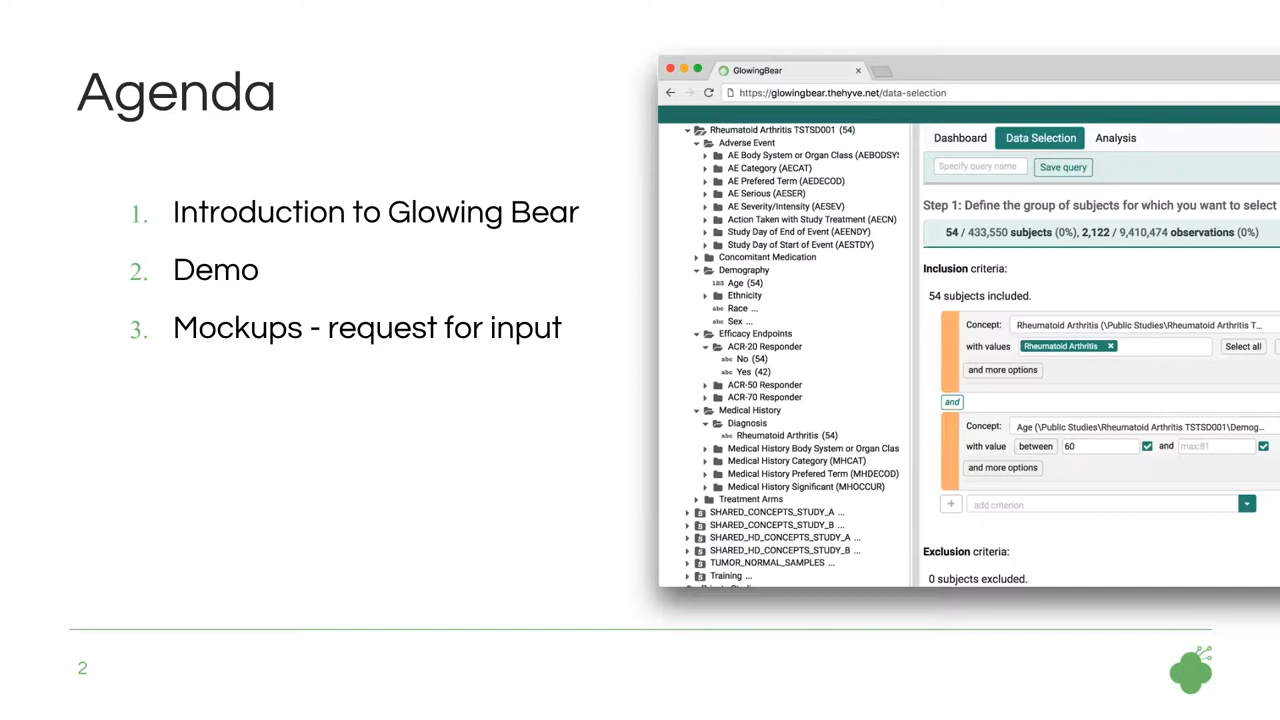 Agenda
1. Introduction to Glowing Bear
2. Demo
3. Mockups - request for input
GlowingBear
https://glowingbear.thehyve.net/data-selection
Rheumatoid Arthritis TSTSD001 (54)
Adverse Event
AE Body System or Organ Class (AEBODSYS
AE Category (AECAT)
AE Prefered Term (AEDECOD)
AE Serious (AESER)
AE Severity/Intensity (AESEV)
Action Taken with Study Treatment (AECN)
Study Day of End of Event (AEENDY)
Study Day of Start of Event (AESTDY)
Concomitant Medication
Demography
123 Age (54)
Ethnicity
abc Race ...
abc Sex ...
Efficacy Endpoints
ACR-20 Responder
abc No (54)
abc Yes (42)
ACR-50 Responder
ACR-70 Responder
Medical History
Diagnosis
abc Rheumatoid Arthritis (54)
Medical History Body System or Organ Clas
Medical History Category (MHCAT)
Medical History Prefered Term (MHDECOD)
Medical History Significant (MHOCCUR)
Treatment Arms
SHARED_CONCEPTS_STUDY_A ...
SHARED_CONCEPTS_STUDY_B ...
SHARED_HD_CONCEPTS_STUDY_A ...
SHARED_HD_CONCEPTS_STUDY_B ...
TUMOR_NORMAL_SAMPLES ...
Training ...
Dashboard Data Selection Analysis
Specify query name Save query
Step 1: Define the group of subjects for which you want to select
54 / 433,550 subjects (0%), 2,122 / 9,410,474 observations (0%)
Inclusion criteria:
54 subjects included.
Concept: Rheumatoid Arthritis (\Public Studies\Rheumatoid Arthritis T...
with values Rheumatoid Arthritis × Select all
and more options
and
Concept: Age (\Public Studies\Rheumatoid Arthritis TSTSD001\Demog...
with value between 60 and max:81
and more options
+ add criterion
Exclusion criteria:
0 subjects excluded.
2